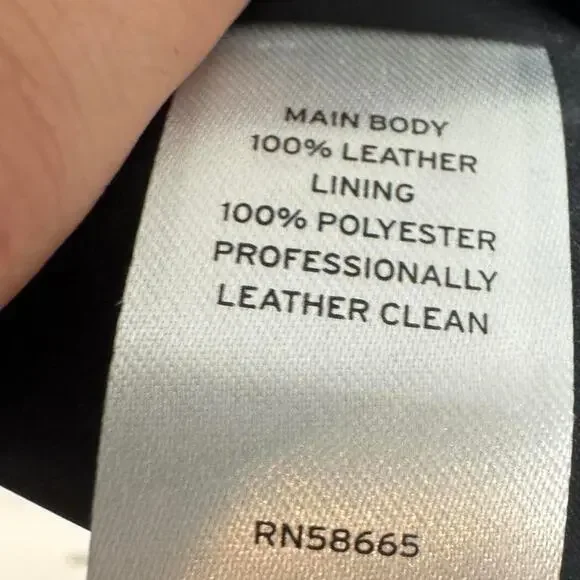 MAIN BODY
100% LEATHER
LINING
100% POLYESTER
PROFESSIONALLY
LEATHER CLEAN
RN58665